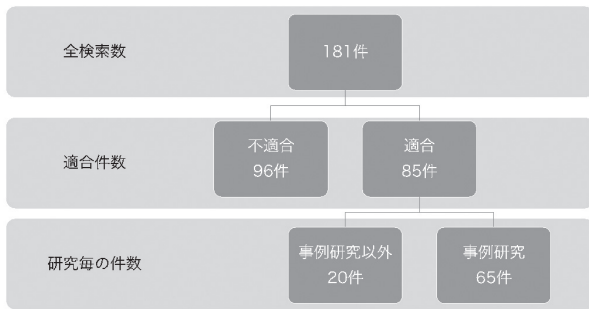 全検索数
181件
適合件数
不適合
96件
適合
85件
研究毎の件数
事例研究以外
20件
事例研究
65件